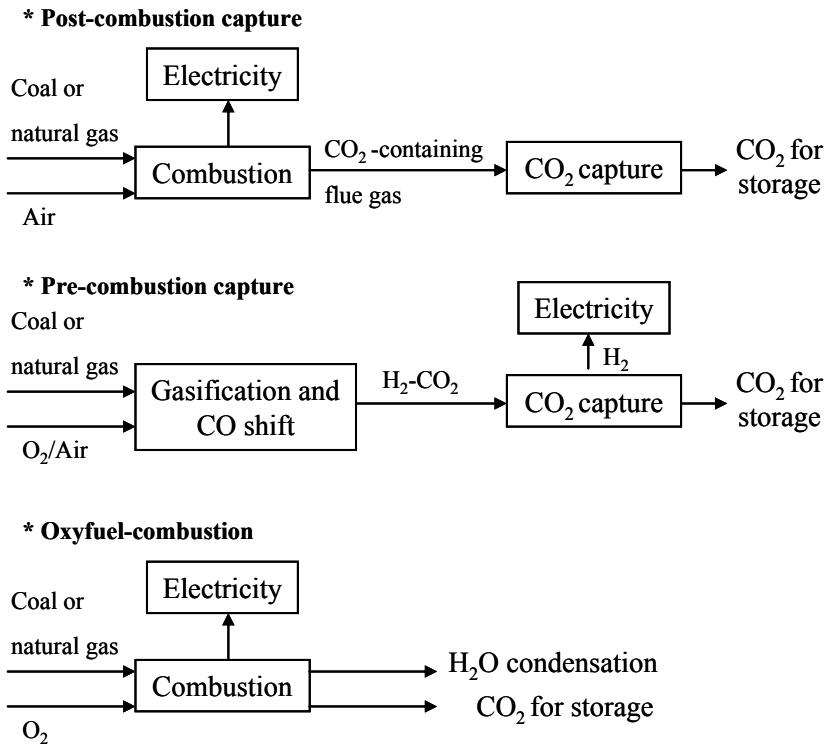 * Post-combustion capture
Electricity
Coal or
natural gas
Combustion
CO₂ -containing
flue gas
CO₂ capture
CO₂ for
storage
Air
* Pre-combustion capture
Electricity
Coal or
natural gas
H₂
Gasification and
CO shift
H₂-CO₂
CO₂ capture
CO₂ for
storage
O₂/Air
* Oxyfuel-combustion
Electricity
Coal or
natural gas
Combustion
H₂O condensation
CO₂ for storage
O₂